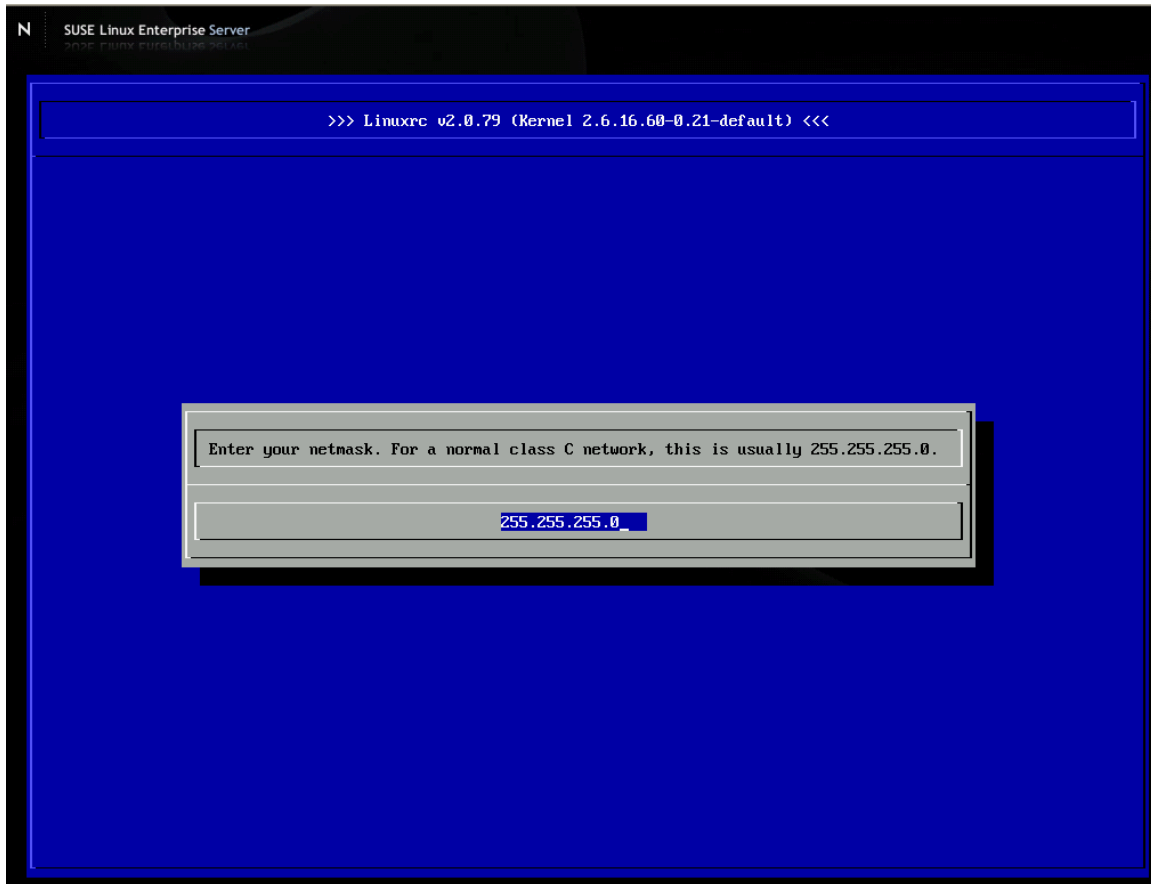 N SUSE Linux Enterprise Server
>>> Linuxrc v2.0.79 (Kernel 2.6.16.60-0.21-default) <<<
Enter your netmask. For a normal class C network, this is usually 255.255.255.0.
255.255.255.0_